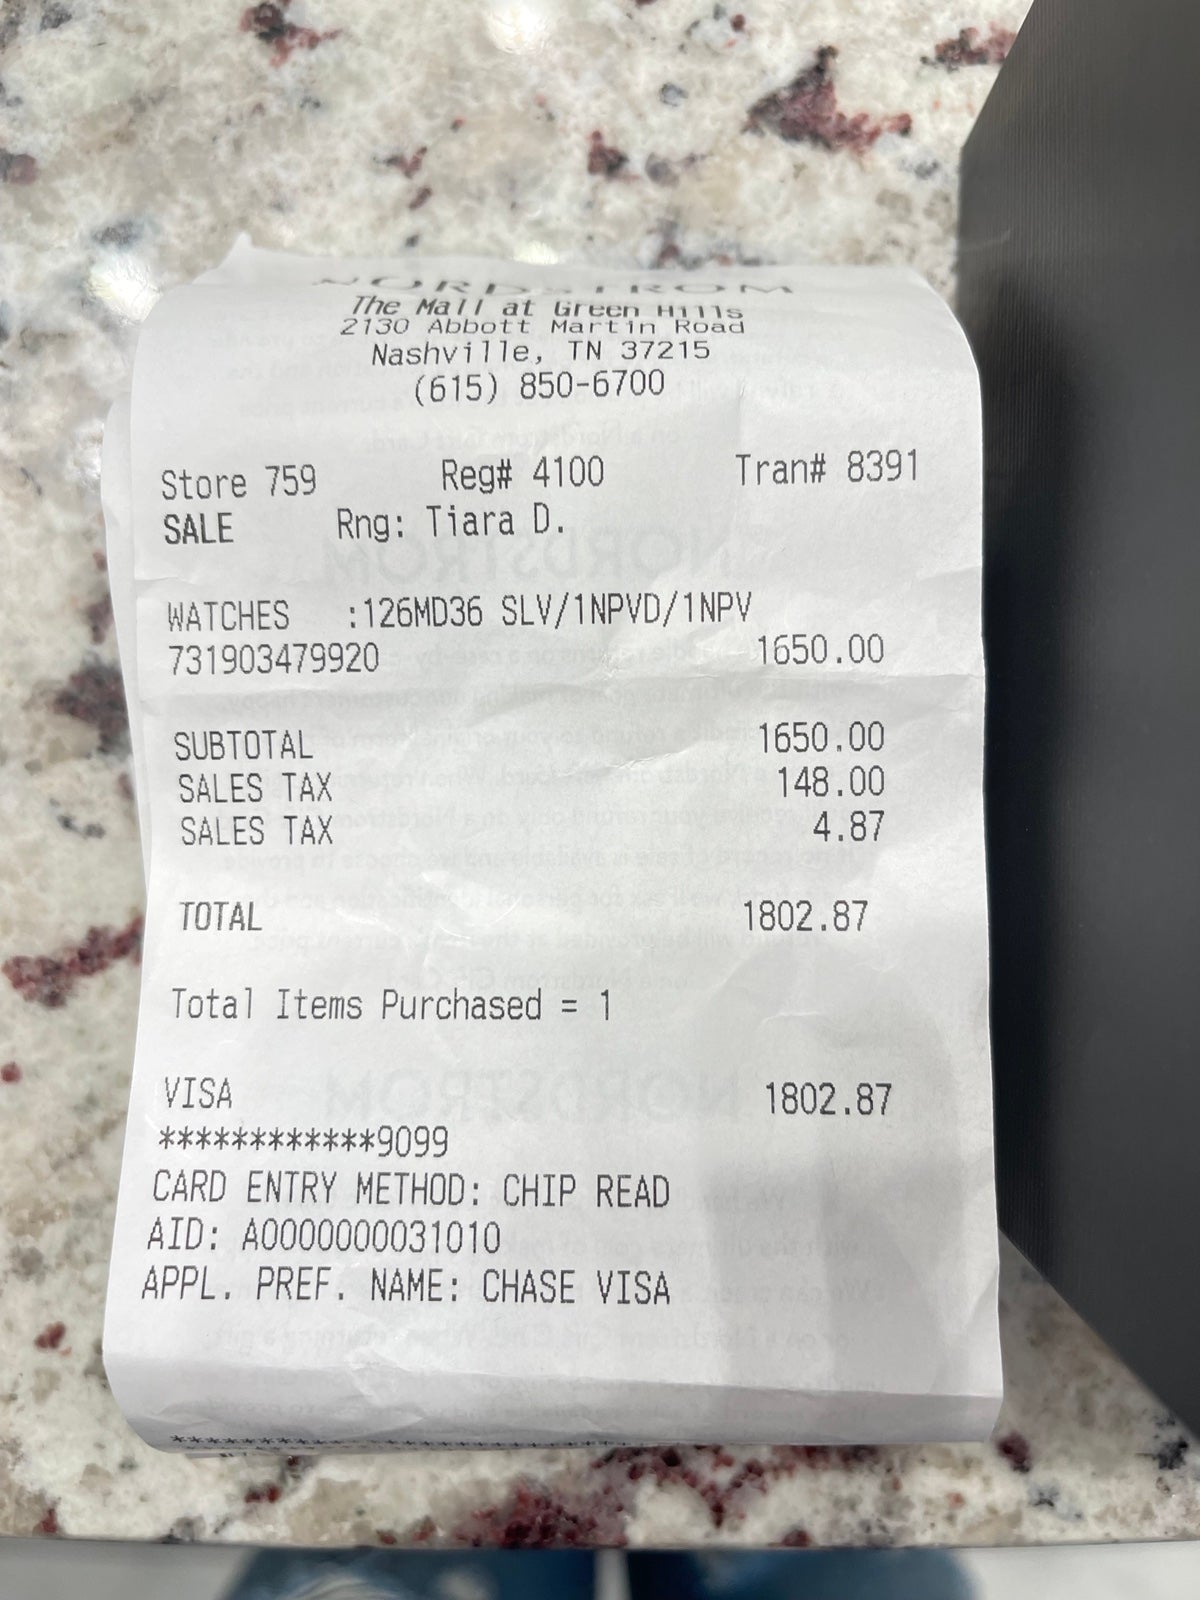 NORDSTROM
The Mall at Green Hills
2130 Abbott Martin Road
Nashville, TN 37215
(615) 850-6700
Store 759 Reg# 4100 Tran# 8391
SALE Rng: Tiara D.
WATCHES :126MD36 SLV/1NPVD/1NPV
731903479920 1650.00
SUBTOTAL 1650.00
SALES TAX 148.00
SALES TAX 4.87
TOTAL 1802.87
Total Items Purchased = 1
VISA 1802.87
************9099
CARD ENTRY METHOD: CHIP READ
AID: A0000000031010
APPL. PREF. NAME: CHASE VISA